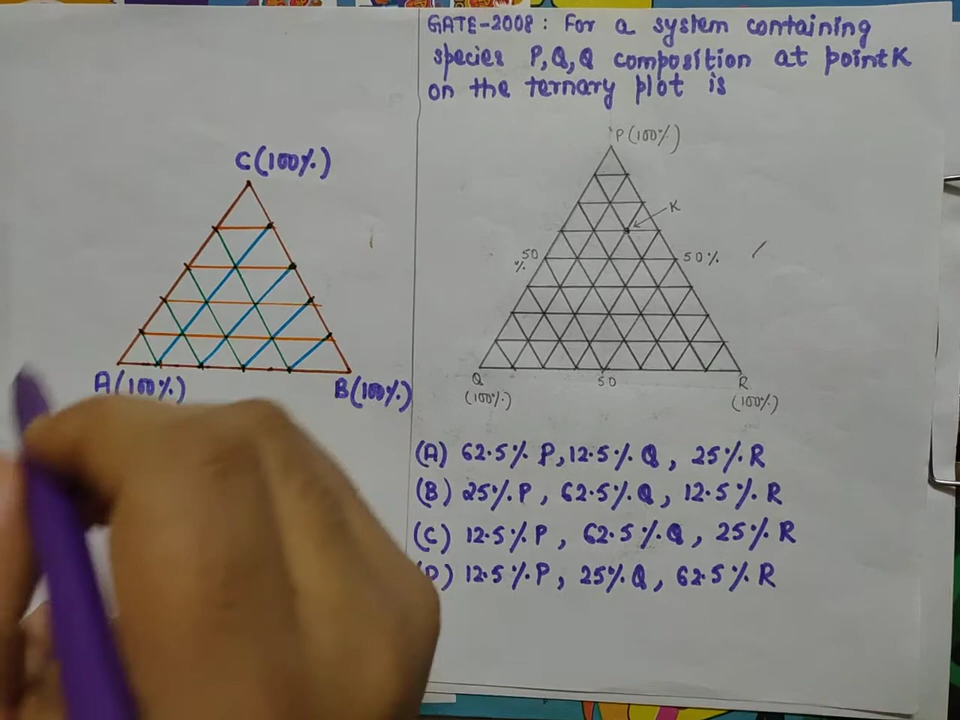 GATE-2008: For a system containing
species P,Q,Q composition at point K
on the ternary plot is
C(100%)
A(100%)
B(100%)
P(100%)
K
50
%
50%
Q
(100%)
50
R
(100%)
(A) 62.5% P, 12.5% Q, 25% R
(B) 25% P, 62.5% Q, 12.5% R
(C) 12.5% P, 62.5% Q, 25% R
D) 12.5% P, 25% Q, 62.5% R